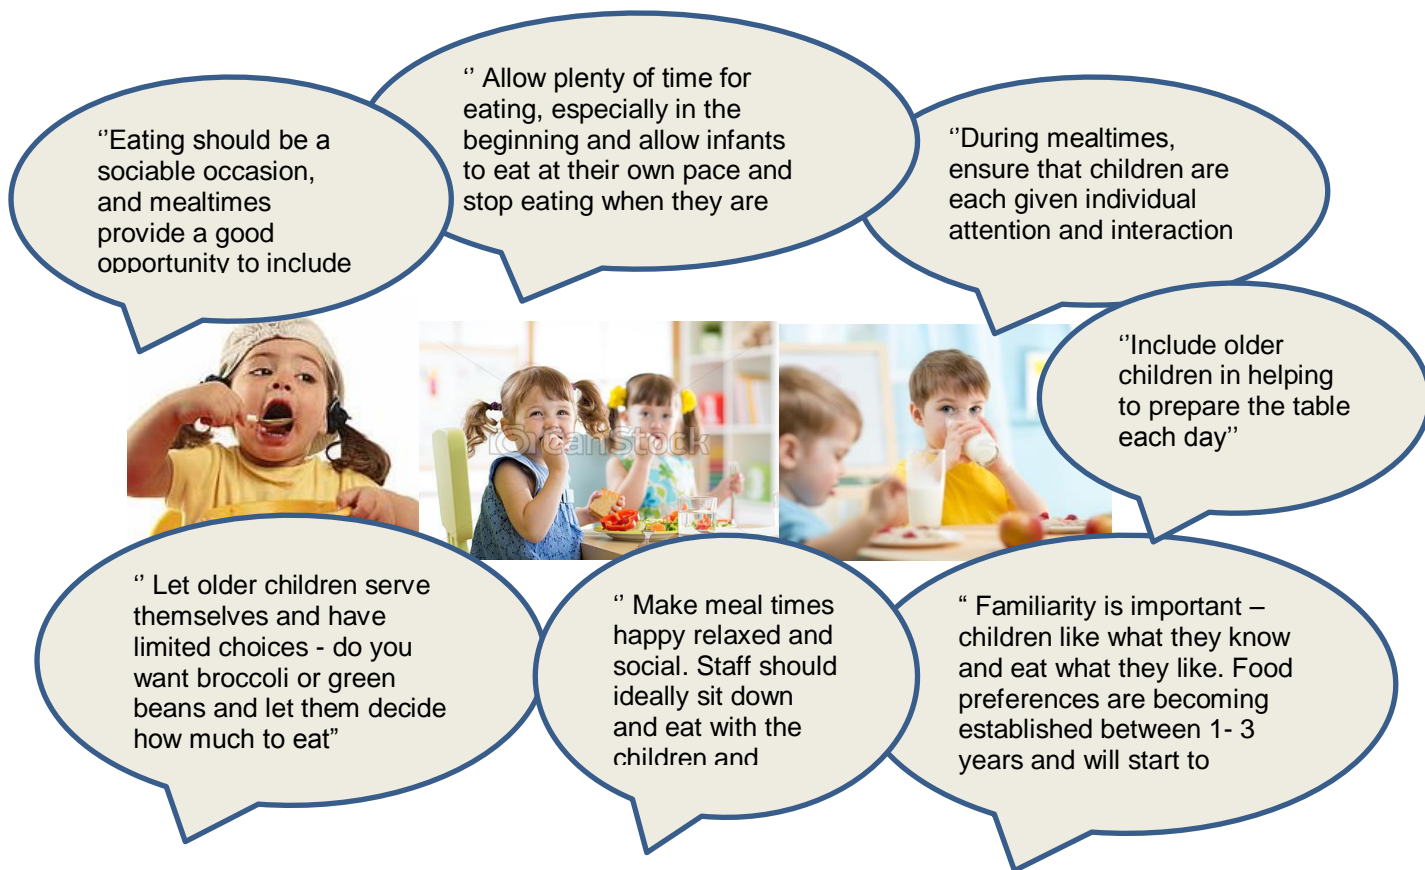 ‘’Eating should be a
sociable occasion,
and mealtimes
provide a good
opportunity to include
‘’ Allow plenty of time for
eating, especially in the
beginning and allow infants
to eat at their own pace and
stop eating when they are
‘’During mealtimes,
ensure that children are
each given individual
attention and interaction
‘’Include older
children in helping
to prepare the table
each day’’
CanStock
‘’ Let older children serve
themselves and have
limited choices - do you
want broccoli or green
beans and let them decide
how much to eat”
‘’ Make meal times
happy relaxed and
social. Staff should
ideally sit down
and eat with the
children and
“ Familiarity is important –
children like what they know
and eat what they like. Food
preferences are becoming
established between 1- 3
years and will start to